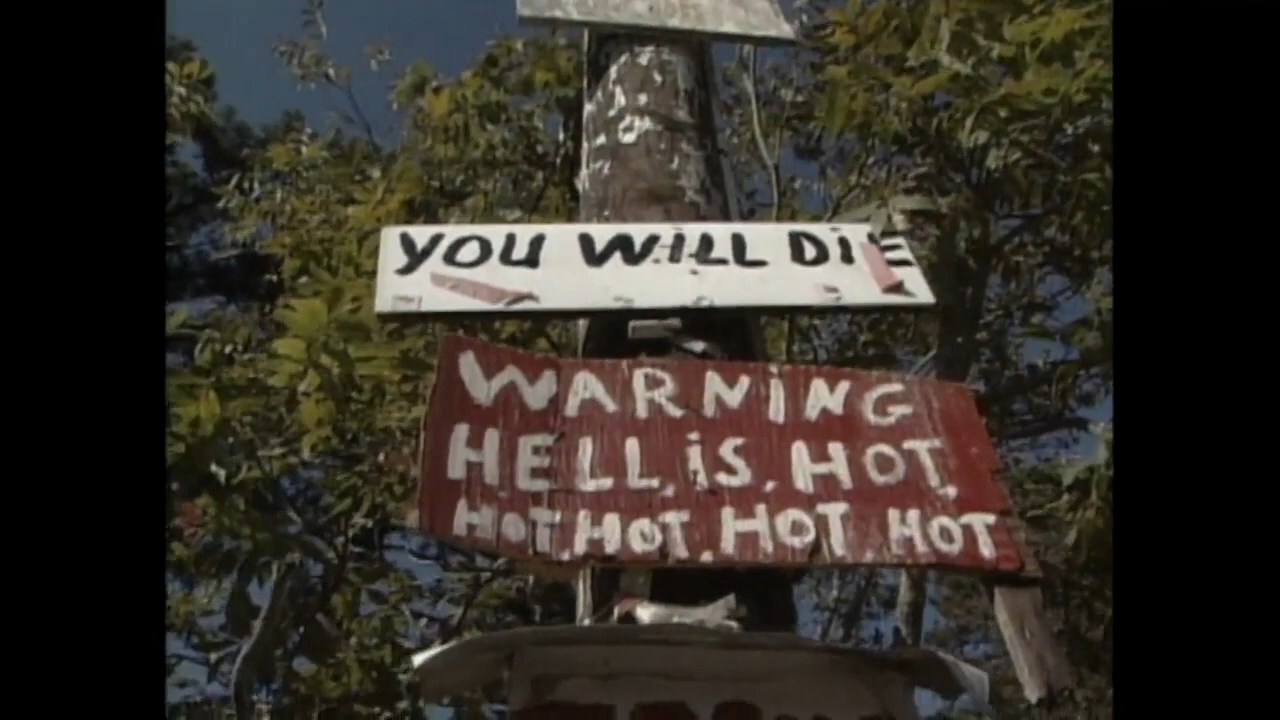 YOU WiLL DiE
WARNiNG
HELL. iS. HOT.
HOT. HOT. HOT. HOT